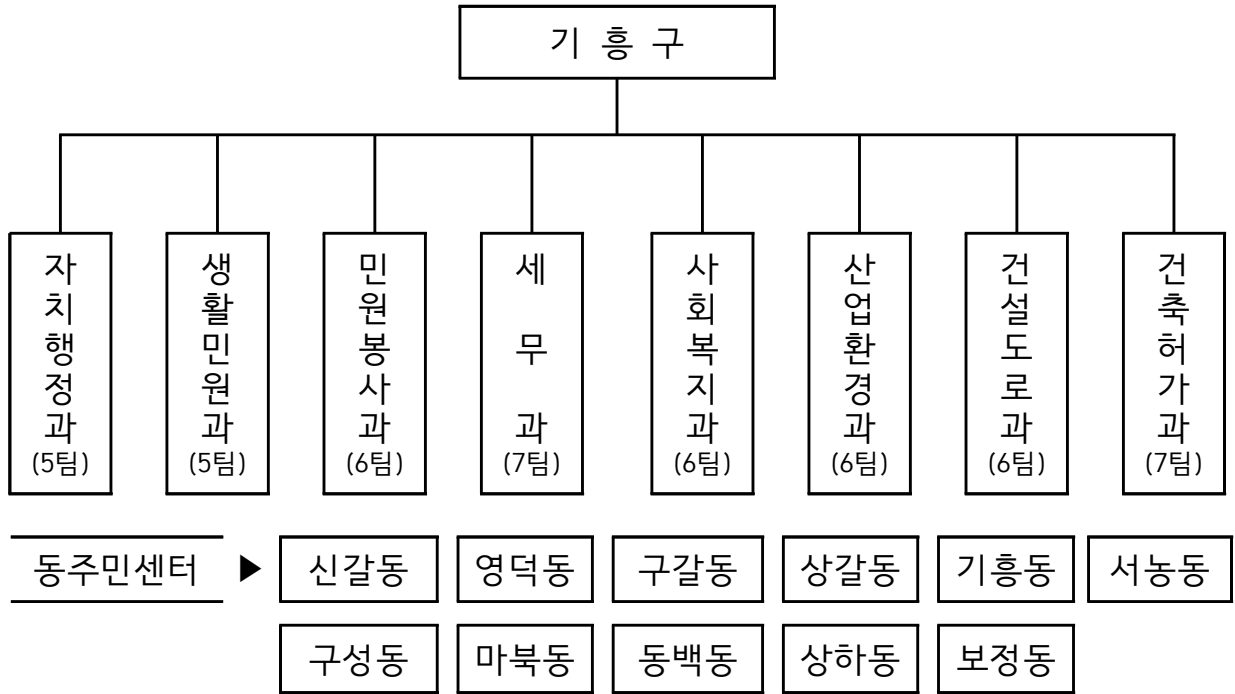 기 흥 구
자치행정과
(5팀)
생활민원과
(5팀)
민원봉사과
(6팀)
세 무 과
(7팀)
사회복지과
(6팀)
산업환경과
(6팀)
건설도로과
(6팀)
건축허가과
(7팀)
동주민센터 ▶ 신갈동 영덕동 구갈동 상갈동 기흥동 서농동
구성동 마북동 동백동 상하동 보정동